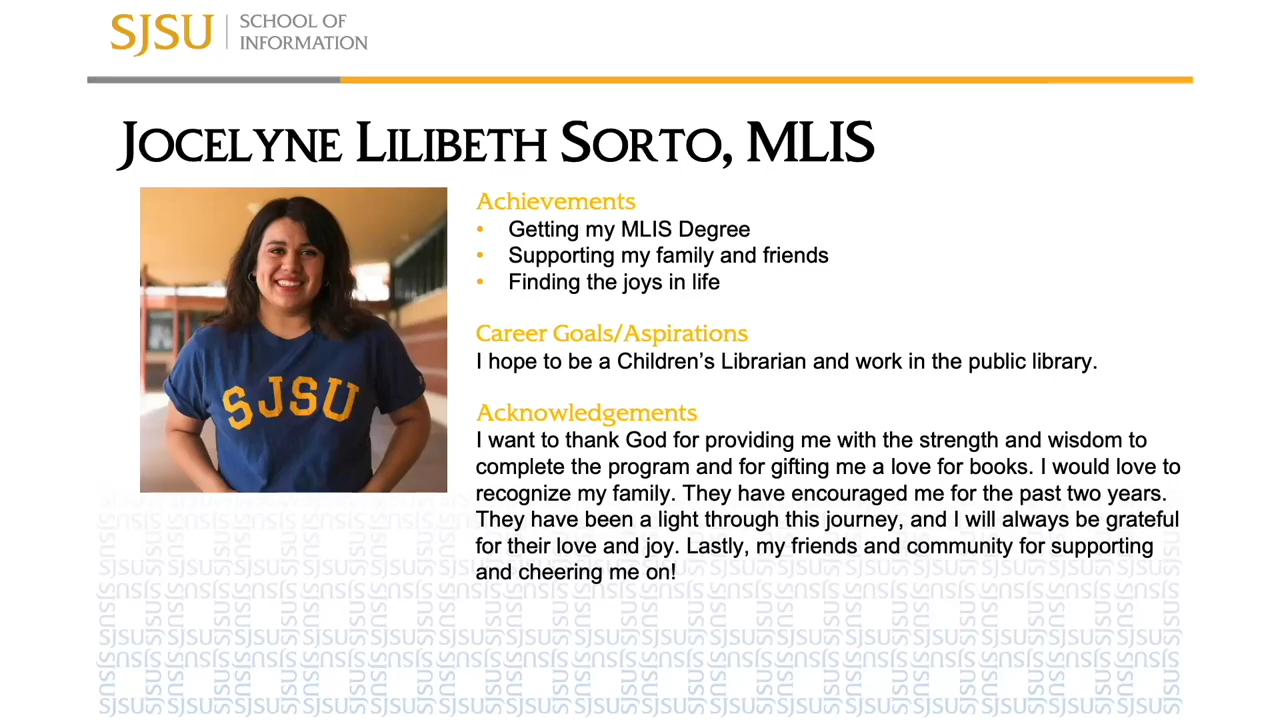 SJSU | SCHOOL OF
INFORMATION
JOCELYNE LILIBETH SORTO, MLIS
Achievements
• Getting my MLIS Degree
• Supporting my family and friends
• Finding the joys in life
Career Goals/Aspirations
I hope to be a Children’s Librarian and work in the public library.
Acknowledgements
I want to thank God for providing me with the strength and wisdom to
complete the program and for gifting me a love for books. I would love to
recognize my family. They have encouraged me for the past two years.
They have been a light through this journey, and I will always be grateful
for their love and joy. Lastly, my friends and community for supporting
and cheering me on!
SJSU